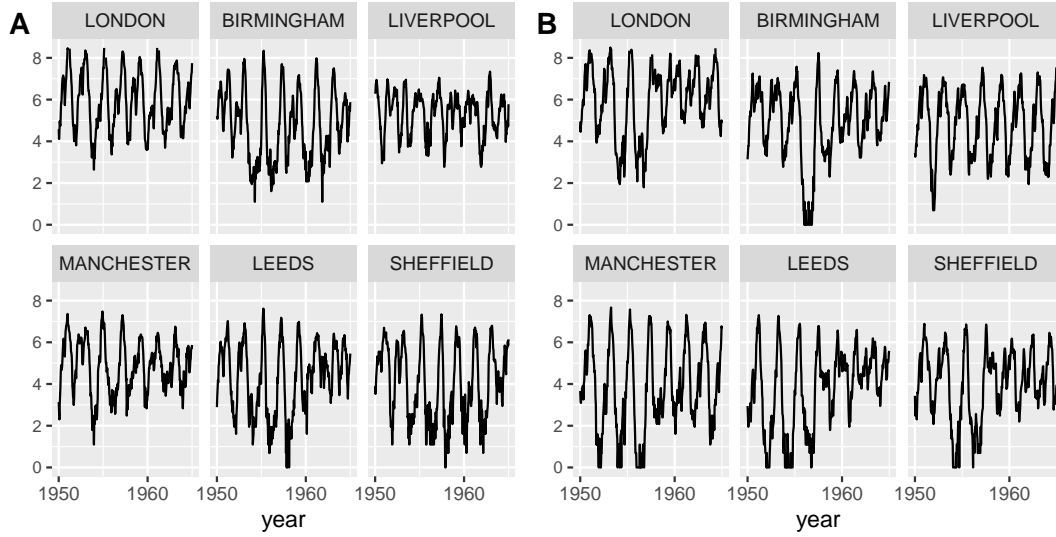 A
LONDON
BIRMINGHAM
LIVERPOOL
8
6
4
2
0
MANCHESTER
LEEDS
SHEFFIELD
8
6
4
2
0
1950
1960
1950
1960
1950
1960
year
B
LONDON
BIRMINGHAM
LIVERPOOL
8
6
4
2
0
MANCHESTER
LEEDS
SHEFFIELD
8
6
4
2
0
1950
1960
1950
1960
1950
1960
year